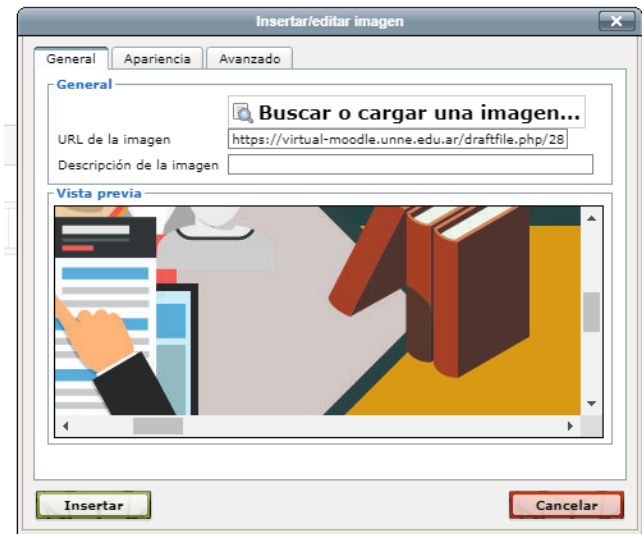 Insertar/editar imagen
General Apariencia Avanzado
General
Buscar o cargar una imagen...
URL de la imagen https://virtual-moodle.unne.edu.ar/draftfile.php/28
Descripción de la imagen
Vista previa
Insertar Cancelar